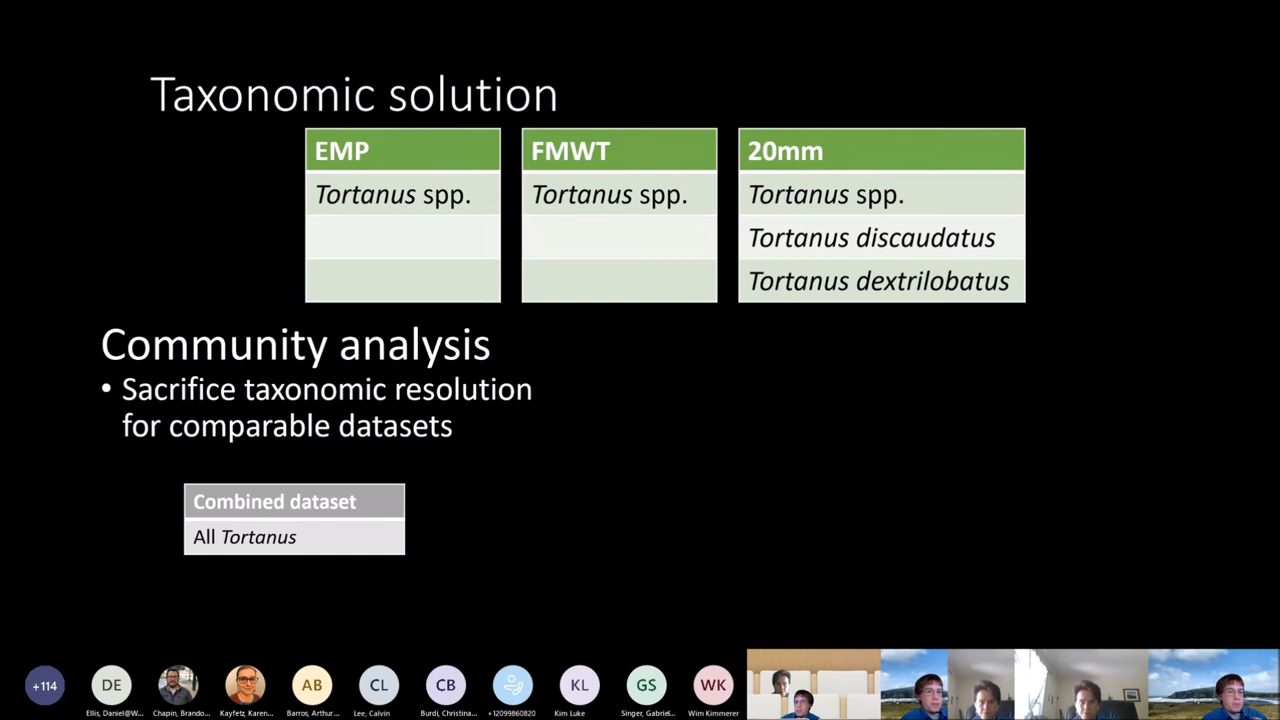 Taxonomic solution
EMP
Tortanus spp.
FMWT
Tortanus spp.
20mm
Tortanus spp.
Tortanus discaudatus
Tortanus dextrilobatus
Community analysis
• Sacrifice taxonomic resolution
for comparable datasets
Combined dataset
All Tortanus
+114
DE
AB
CL
CB
KL
GS
WK
Ellis, Daniel@W...
Chapin, Brando...
Kayfetz, Karen...
Barros, Arthur...
Lee, Calvin
Burdi, Christina...
+12099860820
Kim Luke
Singer, Gabriel...
Wim Kimmerer